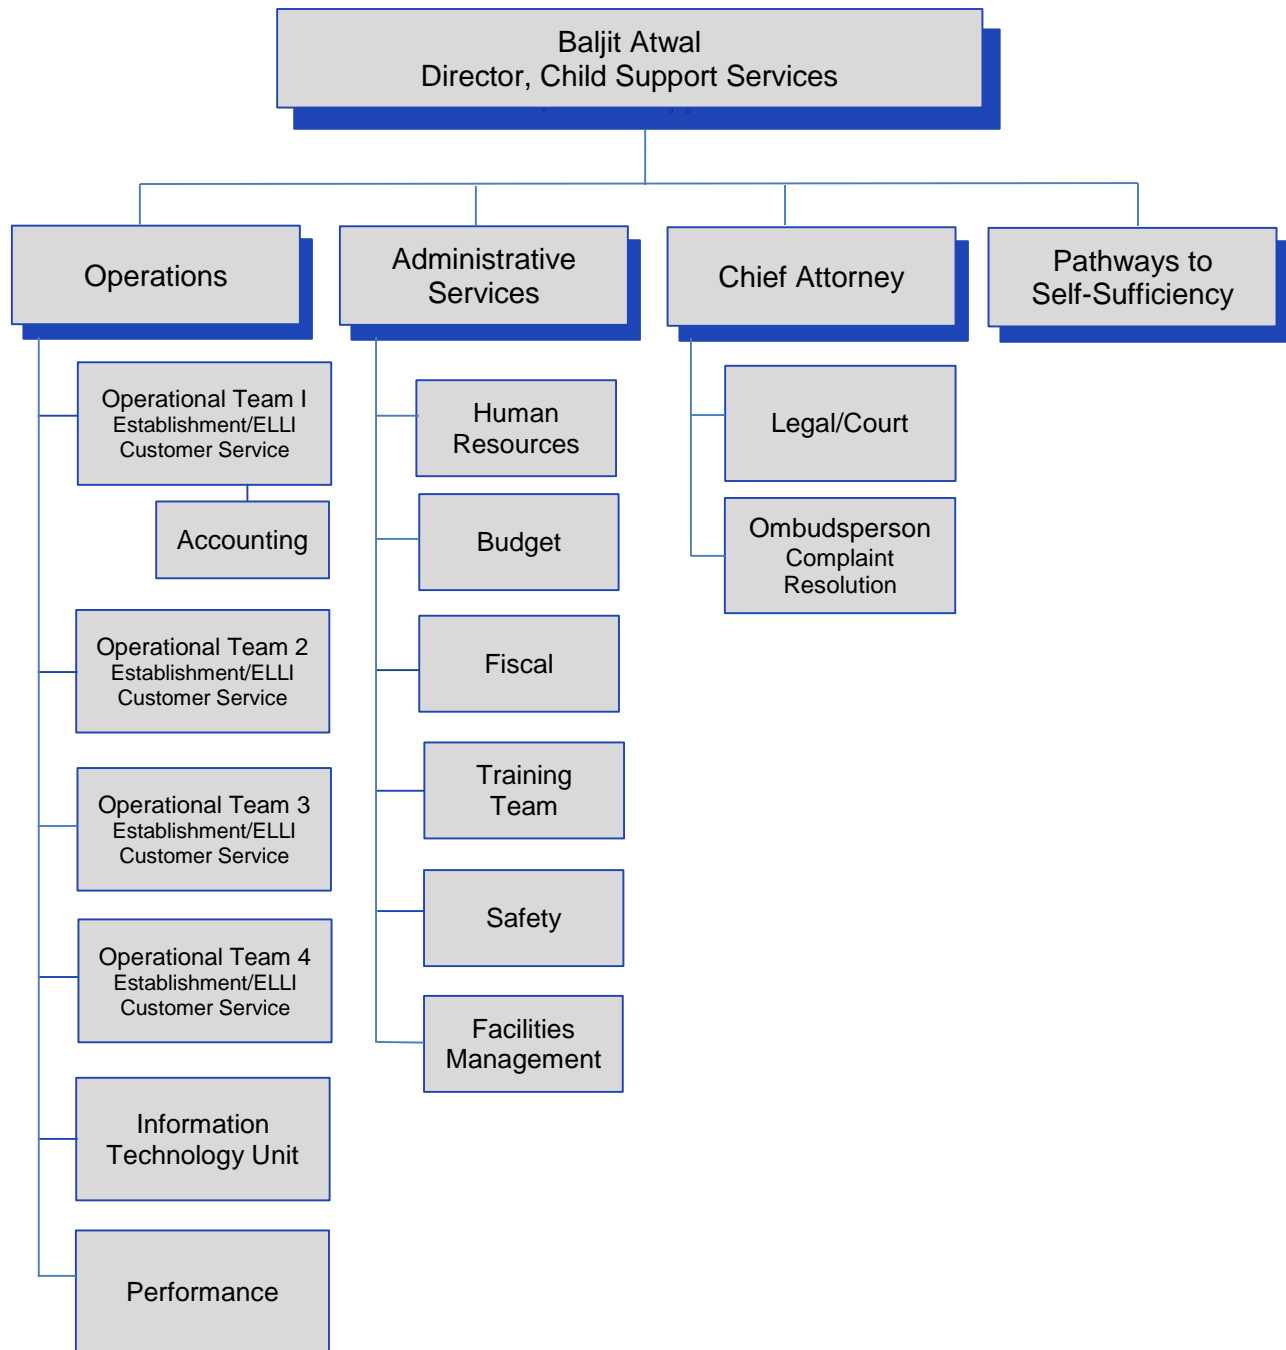 Baljit Atwal
Director, Child Support Services
Operations
Administrative
Services
Chief Attorney
Pathways to
Self-Sufficiency
Operational Team I
Establishment/ELLI
Customer Service
Accounting
Operational Team 2
Establishment/ELLI
Customer Service
Operational Team 3
Establishment/ELLI
Customer Service
Operational Team 4
Establishment/ELLI
Customer Service
Information
Technology Unit
Performance
Human
Resources
Budget
Fiscal
Training
Team
Safety
Facilities
Management
Legal/Court
Ombudsperson
Complaint
Resolution